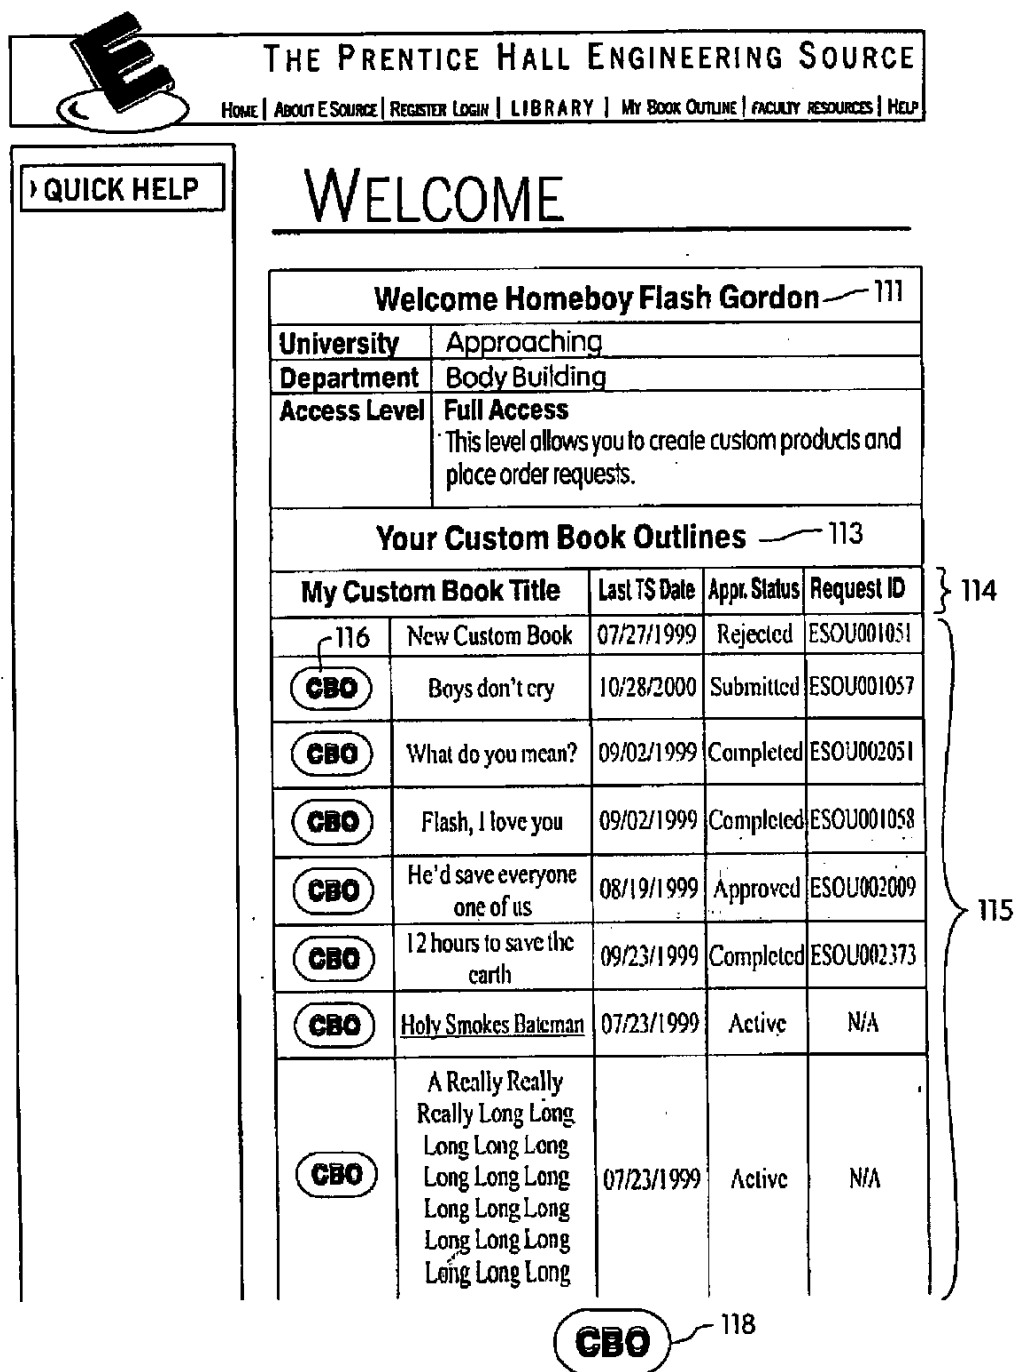 E
THE PRENTICE HALL ENGINEERING SOURCE
HOME | ABOUT E SOURCE | REGISTER LOGIN | LIBRARY | MY BOOK OUTLINE | FACULTY RESOURCES | HELP
› QUICK HELP
WELCOME
Welcome Homeboy Flash Gordon 111
University Approaching
Department Body Building
Access Level Full Access
This level allows you to create custom products and
place order requests.
Your Custom Book Outlines 113
My Custom Book Title Last TS Date Appr. Status Request ID 114
116 New Custom Book 07/27/1999 Rejected ESOU001051
CBO Boys don't cry 10/28/2000 Submitted ESOU001057
CBO What do you mean? 09/02/1999 Completed ESOU002051
CBO Flash, I love you 09/02/1999 Completed ESOU001058
CBO He'd save everyone
one of us 08/19/1999 Approved ESOU002009
115
CBO 12 hours to save the
earth 09/23/1999 Completed ESOU002373
CBO Holy Smokes Bateman 07/23/1999 Active N/A
A Really Really
Really Long Long
Long Long Long
CBO Long Long Long 07/23/1999 Active N/A
Long Long Long
Long Long Long
Long Long Long
CBO 118